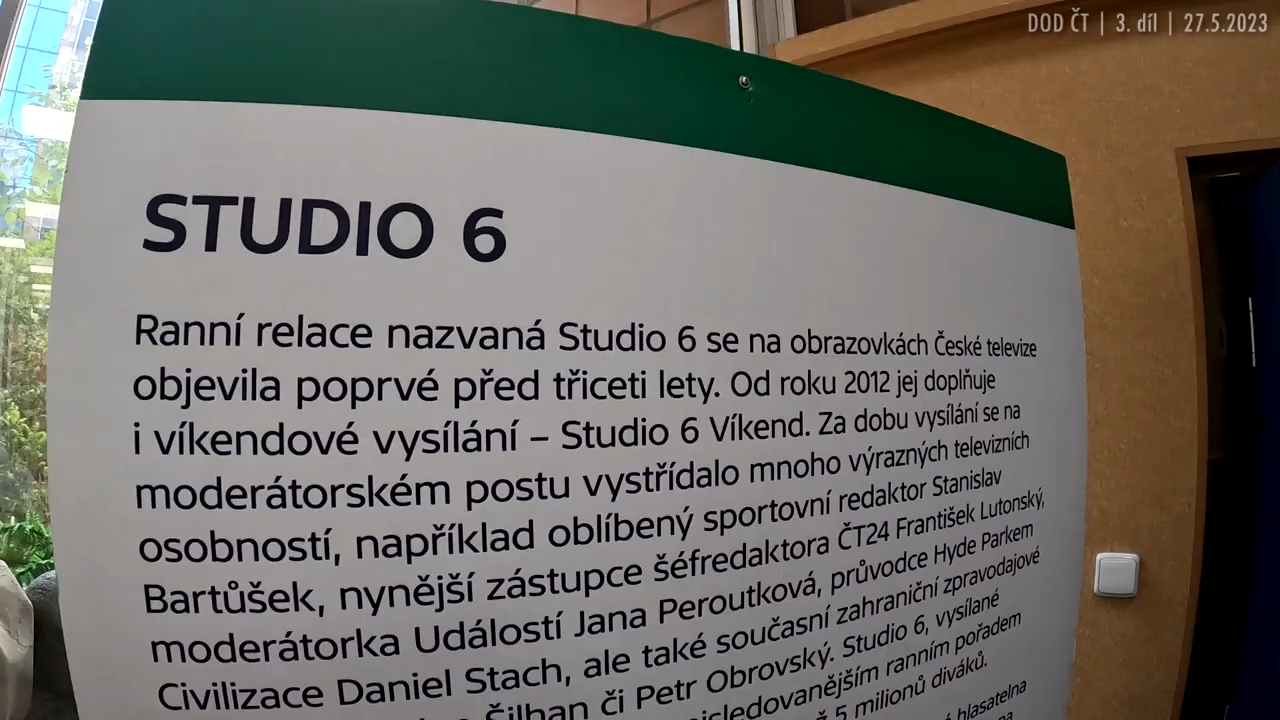 DOD ČT | 3. díl | 27.5.2023
STUDIO 6
Ranní relace nazvaná Studio 6 se na obrazovkách České televize
objevila poprvé před třiceti lety. Od roku 2012 jej doplňuje
i víkendové vysílání – Studio 6 Víkend. Za dobu vysílání se na
moderátorském postu vystřídalo mnoho výrazných televizních
osobností, například oblíbený sportovní redaktor Stanislav
Bartůšek, nynější zástupce šéfredaktora ČT24 František Lutonský,
moderátorka Událostí Jana Peroutková, průvodce Hyde Parkem
Civilizace Daniel Stach, ale také současní zahraniční zpravodajové
Šilhan či Petr Obrovský. Studio 6, vysílané
ranním pořadem
5 milionů diváků.
hlasatelna